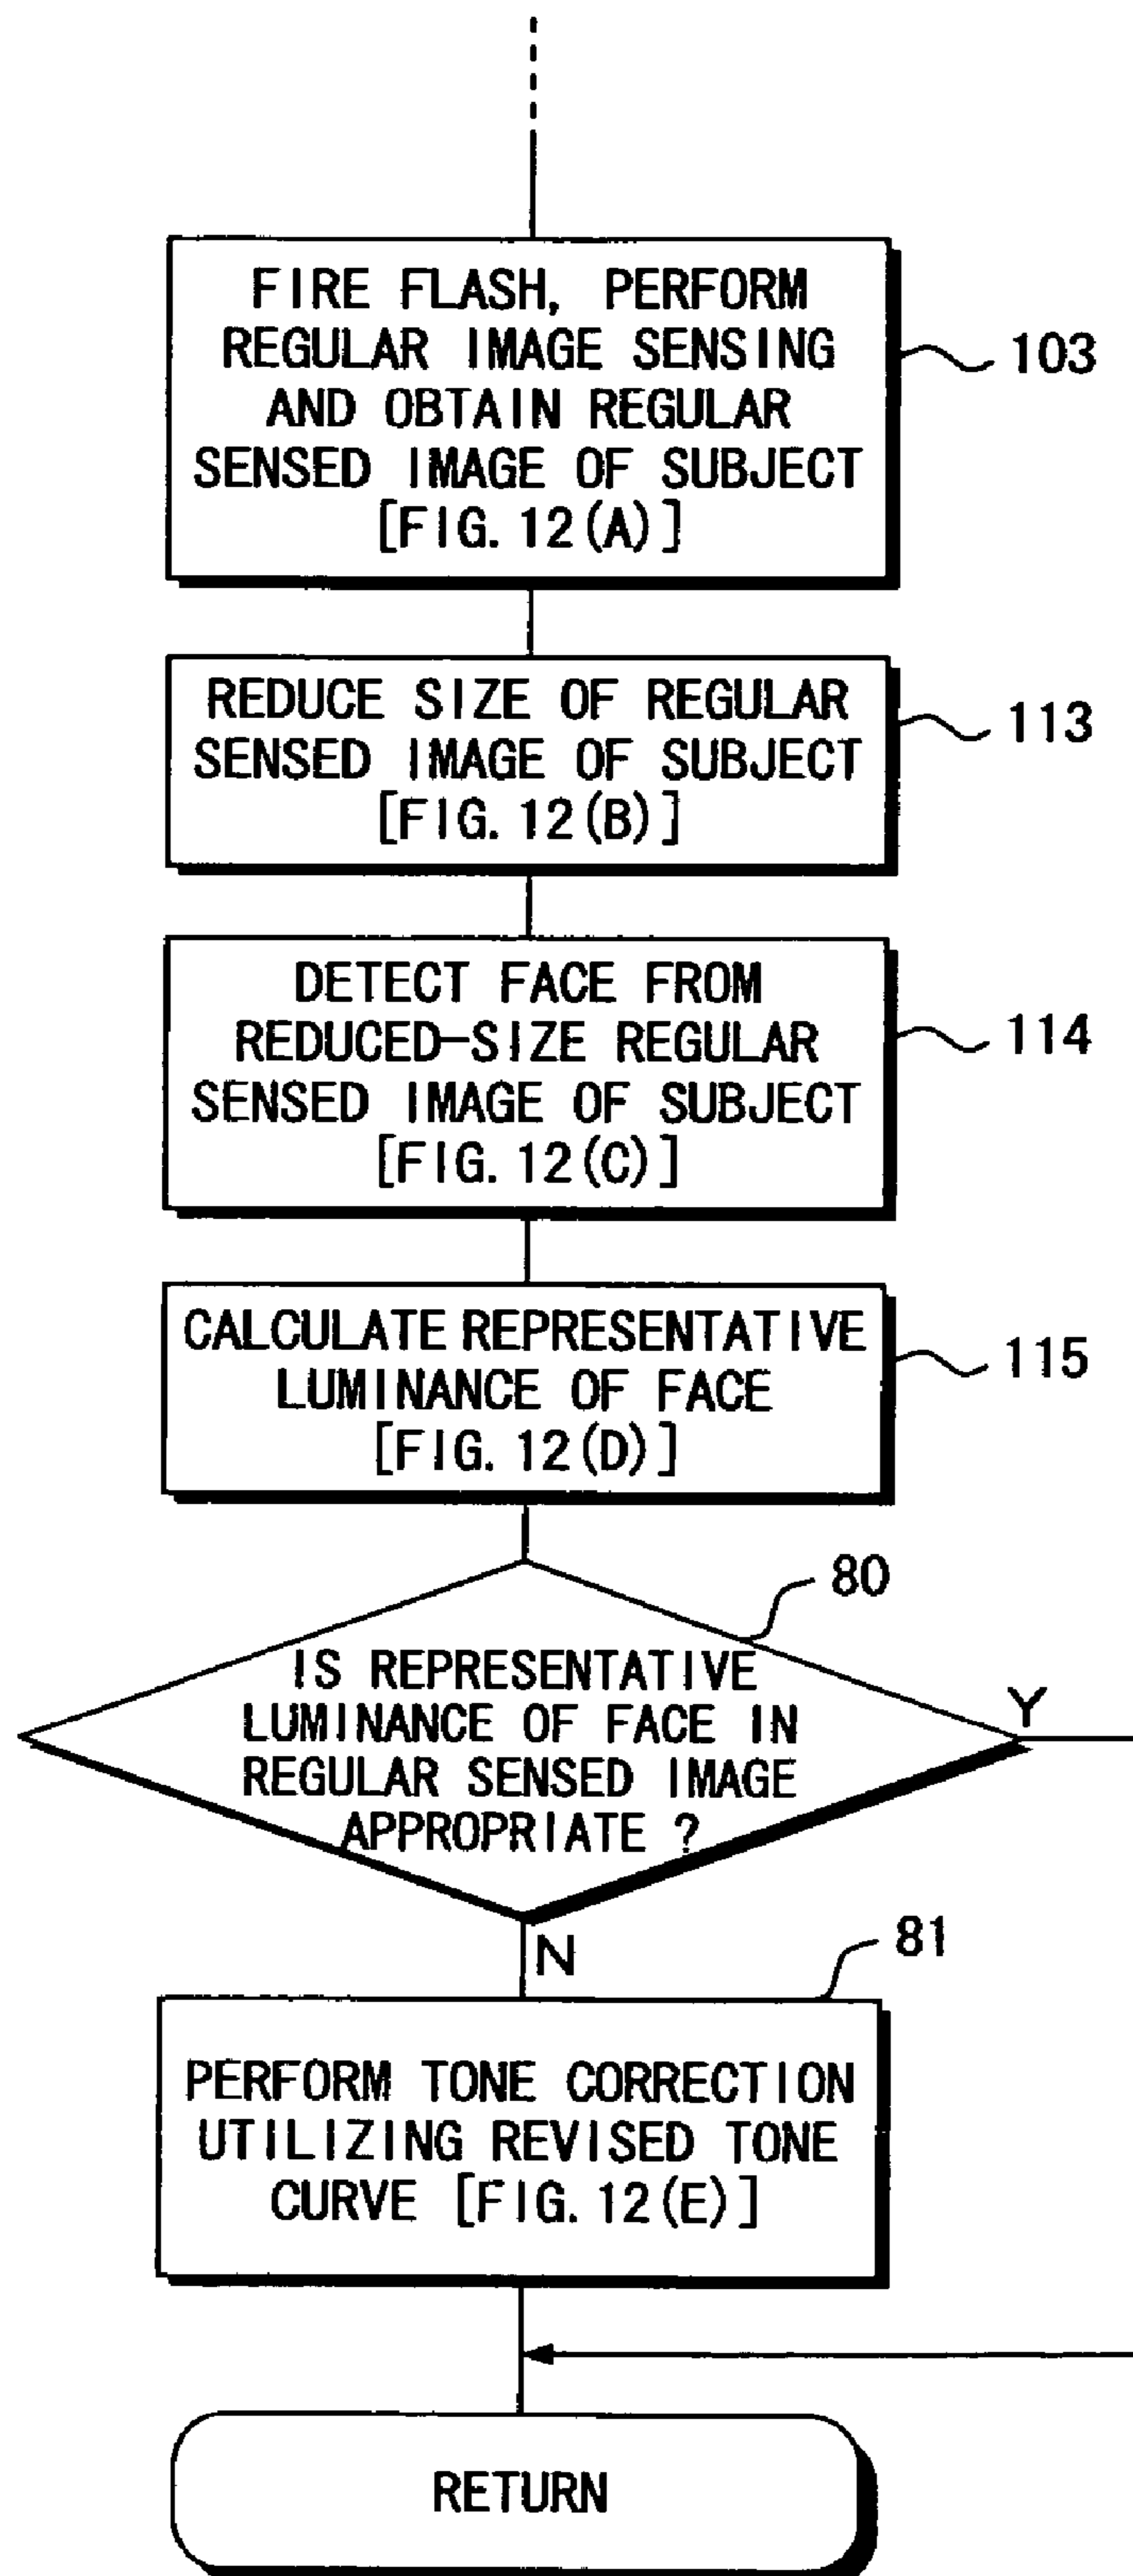 FIRE FLASH, PERFORM
REGULAR IMAGE SENSING
AND OBTAIN REGULAR
SENSED IMAGE OF SUBJECT
[FIG. 12(A)]
103
REDUCE SIZE OF REGULAR
SENSED IMAGE OF SUBJECT
[FIG. 12(B)]
113
DETECT FACE FROM
REDUCED-SIZE REGULAR
SENSED IMAGE OF SUBJECT
[FIG. 12(C)]
114
CALCULATE REPRESENTATIVE
LUMINANCE OF FACE
[FIG. 12(D)]
115
80
IS REPRESENTATIVE
LUMINANCE OF FACE IN
REGULAR SENSED IMAGE
APPROPRIATE ?
Y
N
81
PERFORM TONE CORRECTION
UTILIZING REVISED TONE
CURVE [FIG. 12(E)]
RETURN